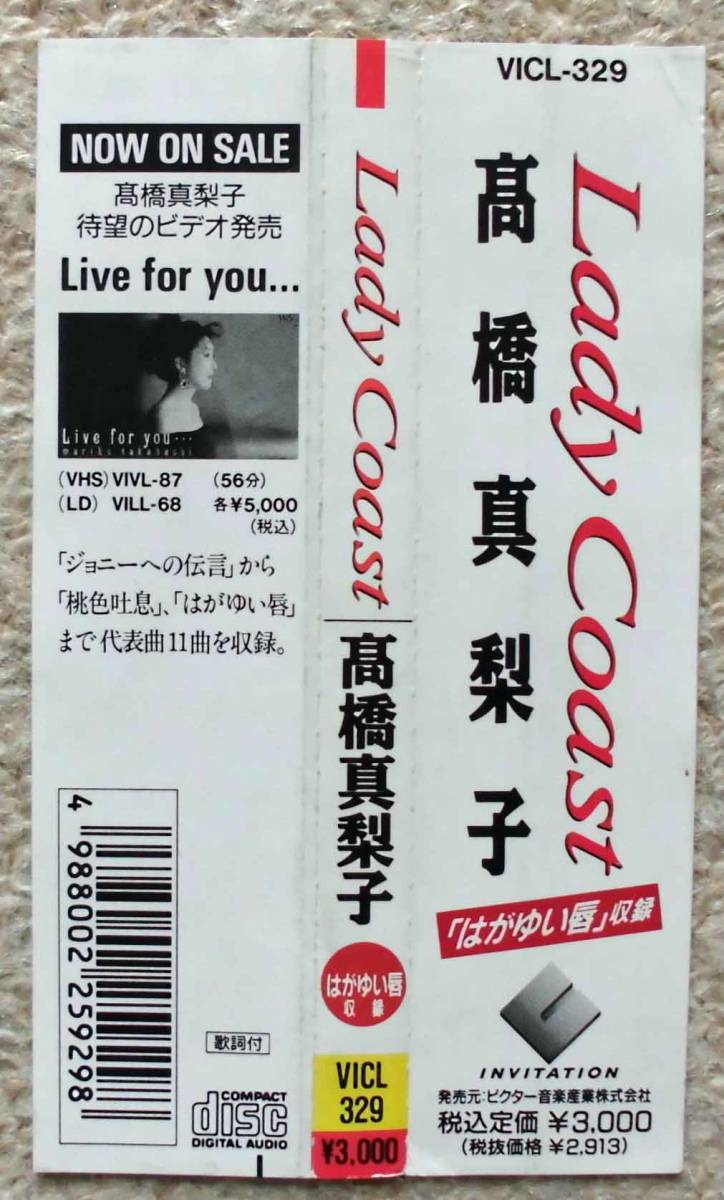 NOW ON SALE
髙橋真梨子
待望のビデオ発売
Live for you...
Live for you...
mariko takahashi
(VHS) VIVL-87 (56分)
(LD) VILL-68 各¥5,000
(税込)
「ジョニーへの伝言」から
「桃色吐息」、「はがゆい唇」
まで代表曲11曲を収録。
4 988002 259298
歌詞付
COMPACT
disc
DIGITAL AUDIO
Lady Coast
髙橋真梨子
はがゆい唇
収録
VICL
329
¥3,000
VICL-329
Lady Coast
髙橋真梨子
「はがゆい唇」収録
INVITATION
発売元:ビクター音楽産業株式会社
税込定価 ¥3,000
(税抜価格 ¥2,913)